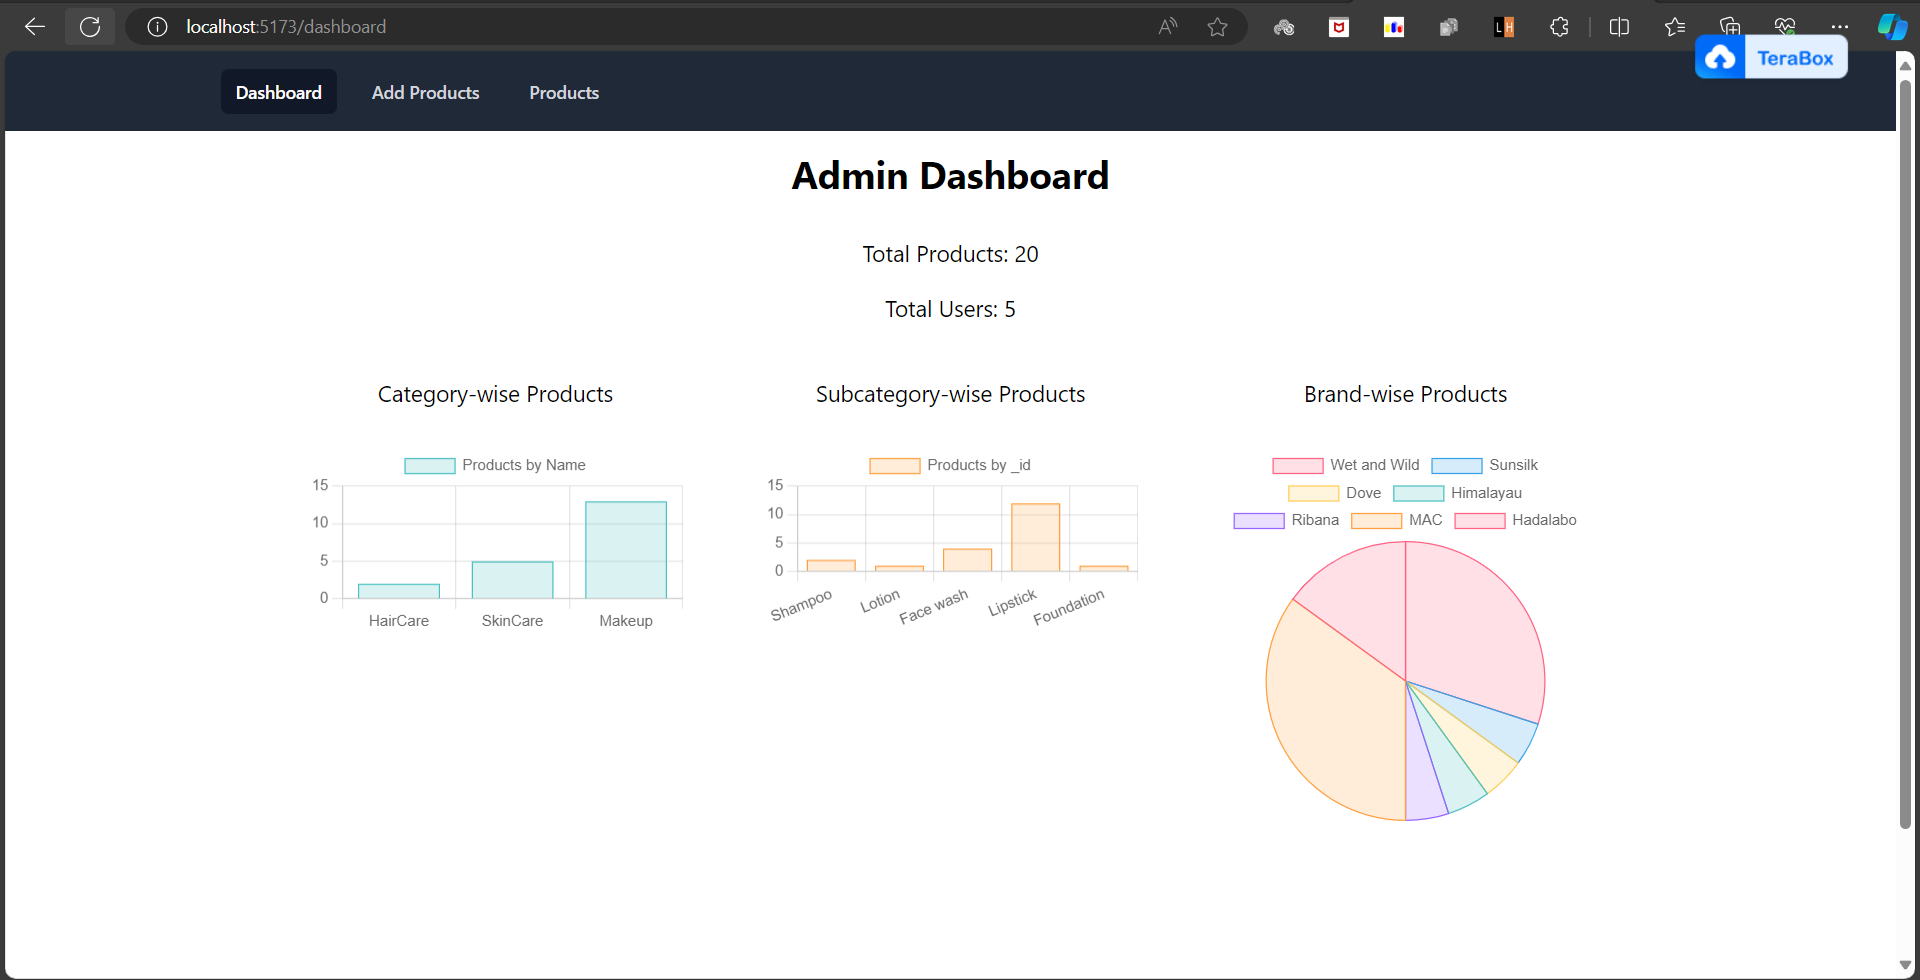 localhost:5173/dashboard
TeraBox
Dashboard Add Products Products
Admin Dashboard
Total Products: 20
Total Users: 5
Category-wise Products
Products by Name
15
10
5
0
HairCare SkinCare Makeup
Subcategory-wise Products
Products by _id
15
10
5
0
Shampoo Lotion Face wash Lipstick Foundation
Brand-wise Products
Wet and Wild Sunsilk
Dove Himalayau
Ribana MAC Hadalabo